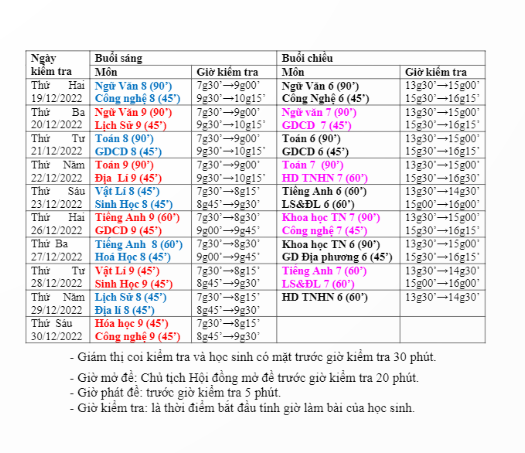 Ngày Buổi sáng Buổi chiều
kiểm tra Môn Giờ kiểm tra Môn Giờ kiểm tra
Thứ Hai Ngữ Văn 8 (90’) 7g30’→9g00’ Ngữ Văn 6 (90’) 13g30’→15g00’
19/12/2022 Công nghệ 8 (45’) 9g30’→10g15’ Công Nghệ 6 (45’) 15g30’→16g15’
Thứ Ba Ngữ Văn 9 (90’) 7g30’→9g00’ Ngữ văn 7 (90’) 13g30’→15g00’
20/12/2022 Lịch Sử 9 (45’) 9g30’→10g15’ GDCD 7 (45’) 15g30’→16g15’
Thứ Tư Toán 8 (90’) 7g30’→9g00’ Toán 6 (90’) 13g30’→15g00’
21/12/2022 GDCD 8 (45’) 9g30’→10g15’ GDCD 6 (45’) 15g30’→16g15’
Thứ Năm Toán 9 (90’) 7g30’→9g00’ Toán 7 (90’) 13g30’→15g00’
22/12/2022 Địa Lí 9 (45’) 9g30’→10g15’ HD TNHN 7 (60’) 15g30’→16g15’
Thứ Sáu Vật Lí 8 (45’) 7g30’→8g15’ Tiếng Anh 6 (60’) 13g30’→14g30’
23/12/2022 Sinh Học 8 (45’) 8g45’→9g30’ LS&ĐL 6 (60’) 15g00’→16g00’
Thứ Hai Tiếng Anh 9 (60’) 7g30’→8g30’ Khoa học TN 7 (90’) 13g30’→15g00’
26/12/2022 GDCD 9 (45’) 9g00’→9g45’ Công nghệ 7 (45’) 15g30’→16g15’
Thứ Ba Tiếng Anh 8 (60’) 7g30’→8g30’ Khoa học TN 6 (90’) 13g30’→15g00’
27/12/2022 Hoá Học 8 (45’) 9g00’→9g45’ GD Địa phương 6 (45’) 15g30’→16g15’
Thứ Tư Vật Lí 9 (45’) 7g30’→8g15’ Tiếng Anh 7 (60’) 13g30’→14g30’
28/12/2022 Sinh Học 9 (45’) 8g45’→9g30’ LS&ĐL 7 (60’) 15g00’→16g00’
Thứ Năm Lịch Sử 8 (45’) 7g30’→8g15’ HD TNHN 6 (60’) 13g30’→14g30’
29/12/2022 Địa lí 8 (45’) 8g45’→9g30’
Thứ Sáu Hóa học 9 (45’) 7g30’→8g15’
30/12/2022 Công nghệ 9 (45’) 8g45’→9g30’
- Giám thị coi kiểm tra và học sinh có mặt trước giờ kiểm tra 30 phút.
- Giờ mở đề: Chủ tịch Hội đồng mở đề trước giờ kiểm tra 20 phút.
- Giờ phát đề: trước giờ kiểm tra 5 phút.
- Giờ kiểm tra: là thời điểm bắt đầu tính giờ làm bài của học sinh.